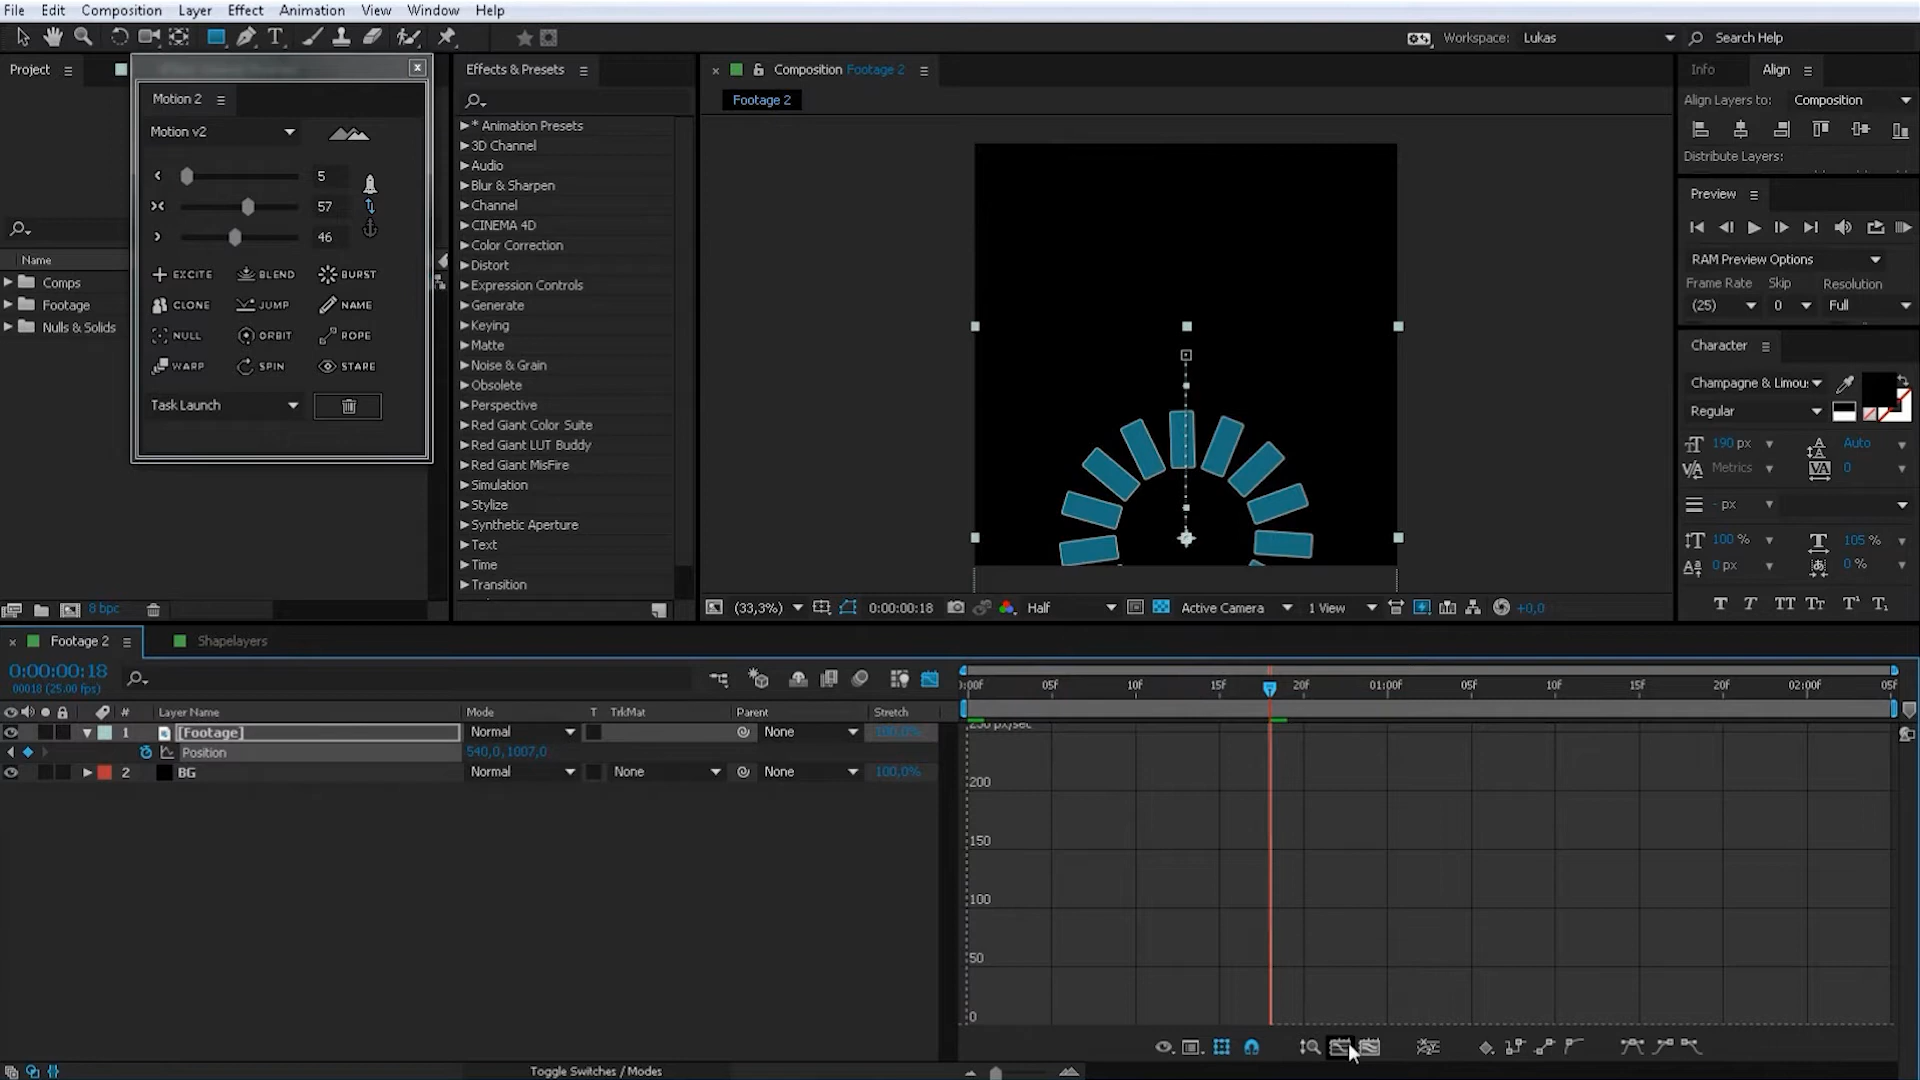 File Edit Composition Layer Effect Animation View Window Help
Workspace: Lukas Search Help
Project
Motion 2
Motion v2
5
57
46
EXCITE BLEND BURST
CLONE JUMP NAME
NULL ORBIT ROPE
WARP SPIN STARE
Task Launch
Name
Comps
Footage
Nulls & Solids
8 bpc
Effects & Presets
* Animation Presets
3D Channel
Audio
Blur & Sharpen
Channel
CINEMA 4D
Color Correction
Distort
Expression Controls
Generate
Keying
Matte
Noise & Grain
Obsolete
Perspective
Red Giant Color Suite
Red Giant LUT Buddy
Red Giant MisFire
Simulation
Stylize
Synthetic Aperture
Text
Time
Transition
Composition Footage 2
Footage 2
(33,3%) 0:00:00:18 Half Active Camera 1 View +0,0
Info Align
Align Layers to: Composition
Distribute Layers:
Preview
RAM Preview Options
Frame Rate Skip Resolution
(25) 0 Full
Character
Champagne & Limou:
Regular
190 px Auto
Metrics 0
- px
100 % 105 %
0 px 0 %
T T TT Tт T¹ T₁
Footage 2 Shapelayers
0:00:00:18
00018 (25.00 fps)
# Layer Name Mode T TrkMat Parent Stretch
1 [Footage] Normal None 100,0%
Position 540,0,1007,0
2 BG Normal None None 100,0%
):00f 05f 10f 15f 20f 01:00f 05f 10f 15f 20f 02:00f 05f
250 px/sec
200
150
100
50
0
Toggle Switches / Modes